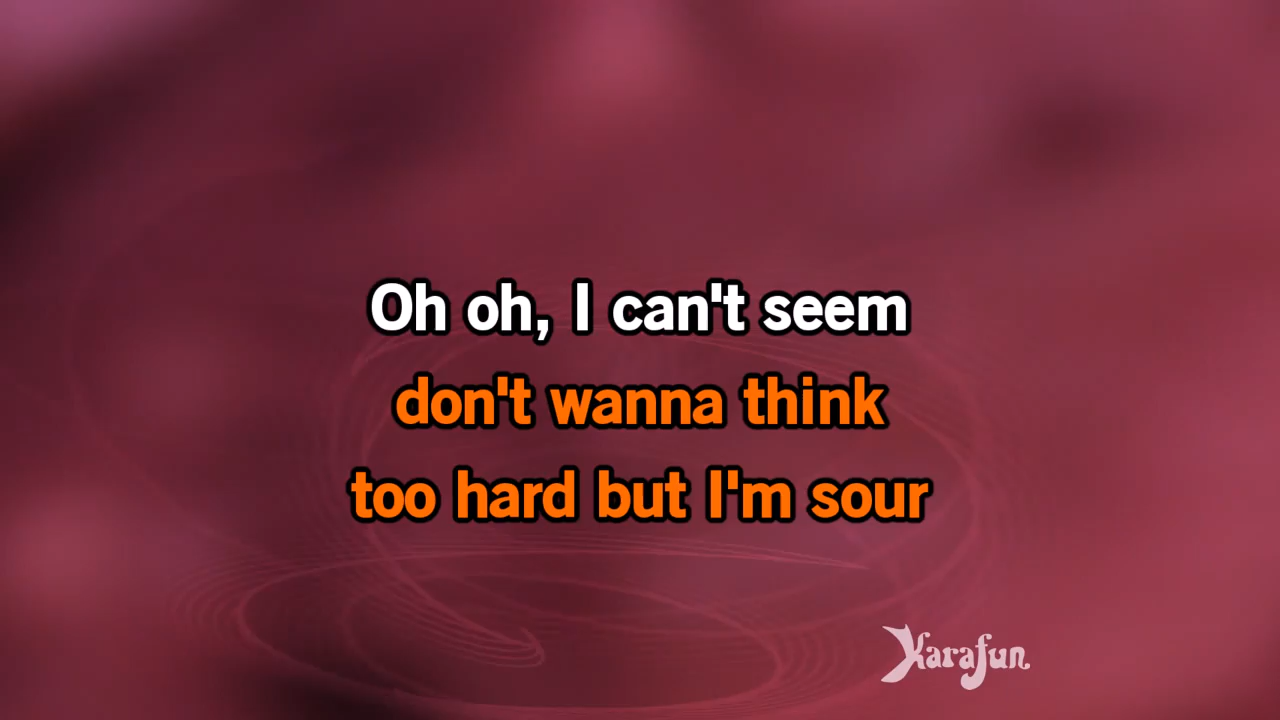 Oh oh, I can't seem
don't wanna think
too hard but I'm sour
Karafun